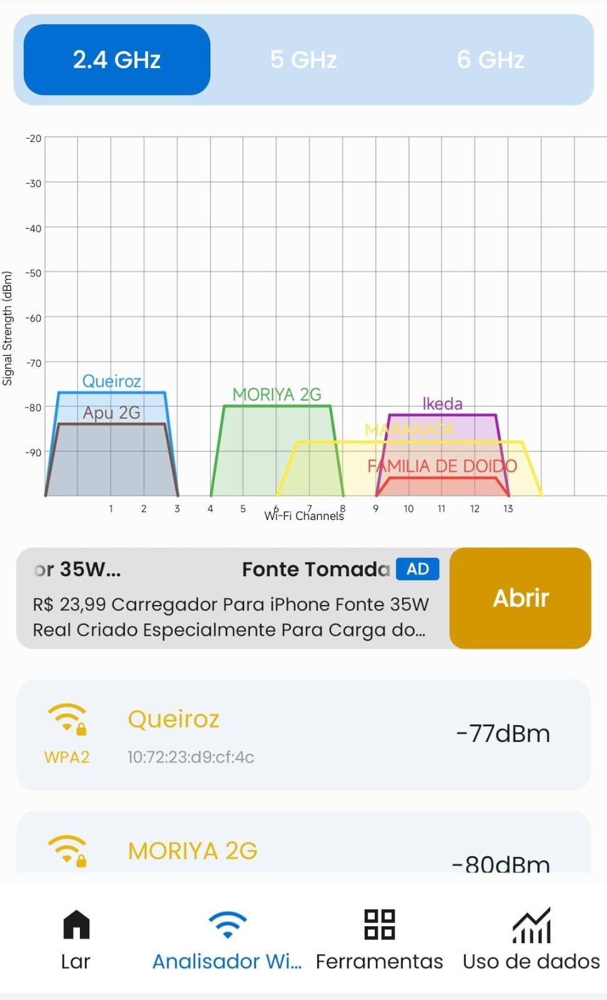 2.4 GHz
5 GHz
6 GHz
-20
-30
-40
-50
-60
-70
-80
-90
Signal Strength (dBm)
Queiroz
Apu 2G
MORIYA 2G
Ikeda
MARANATA
FAMILIA DE DOIDO
1 2 3 4 5 6 7 8 9 10 11 12 13
Wi-Fi Channels
or 35W... Fonte Tomada AD
R$ 23,99 Carregador Para iPhone Fonte 35W
Real Criado Especialmente Para Carga do...
Abrir
Queiroz
-77dBm
WPA2 10:72:23:d9:cf:4c
MORIYA 2G
-80dBm
Lar
Analisador Wi...
Ferramentas
Uso de dados